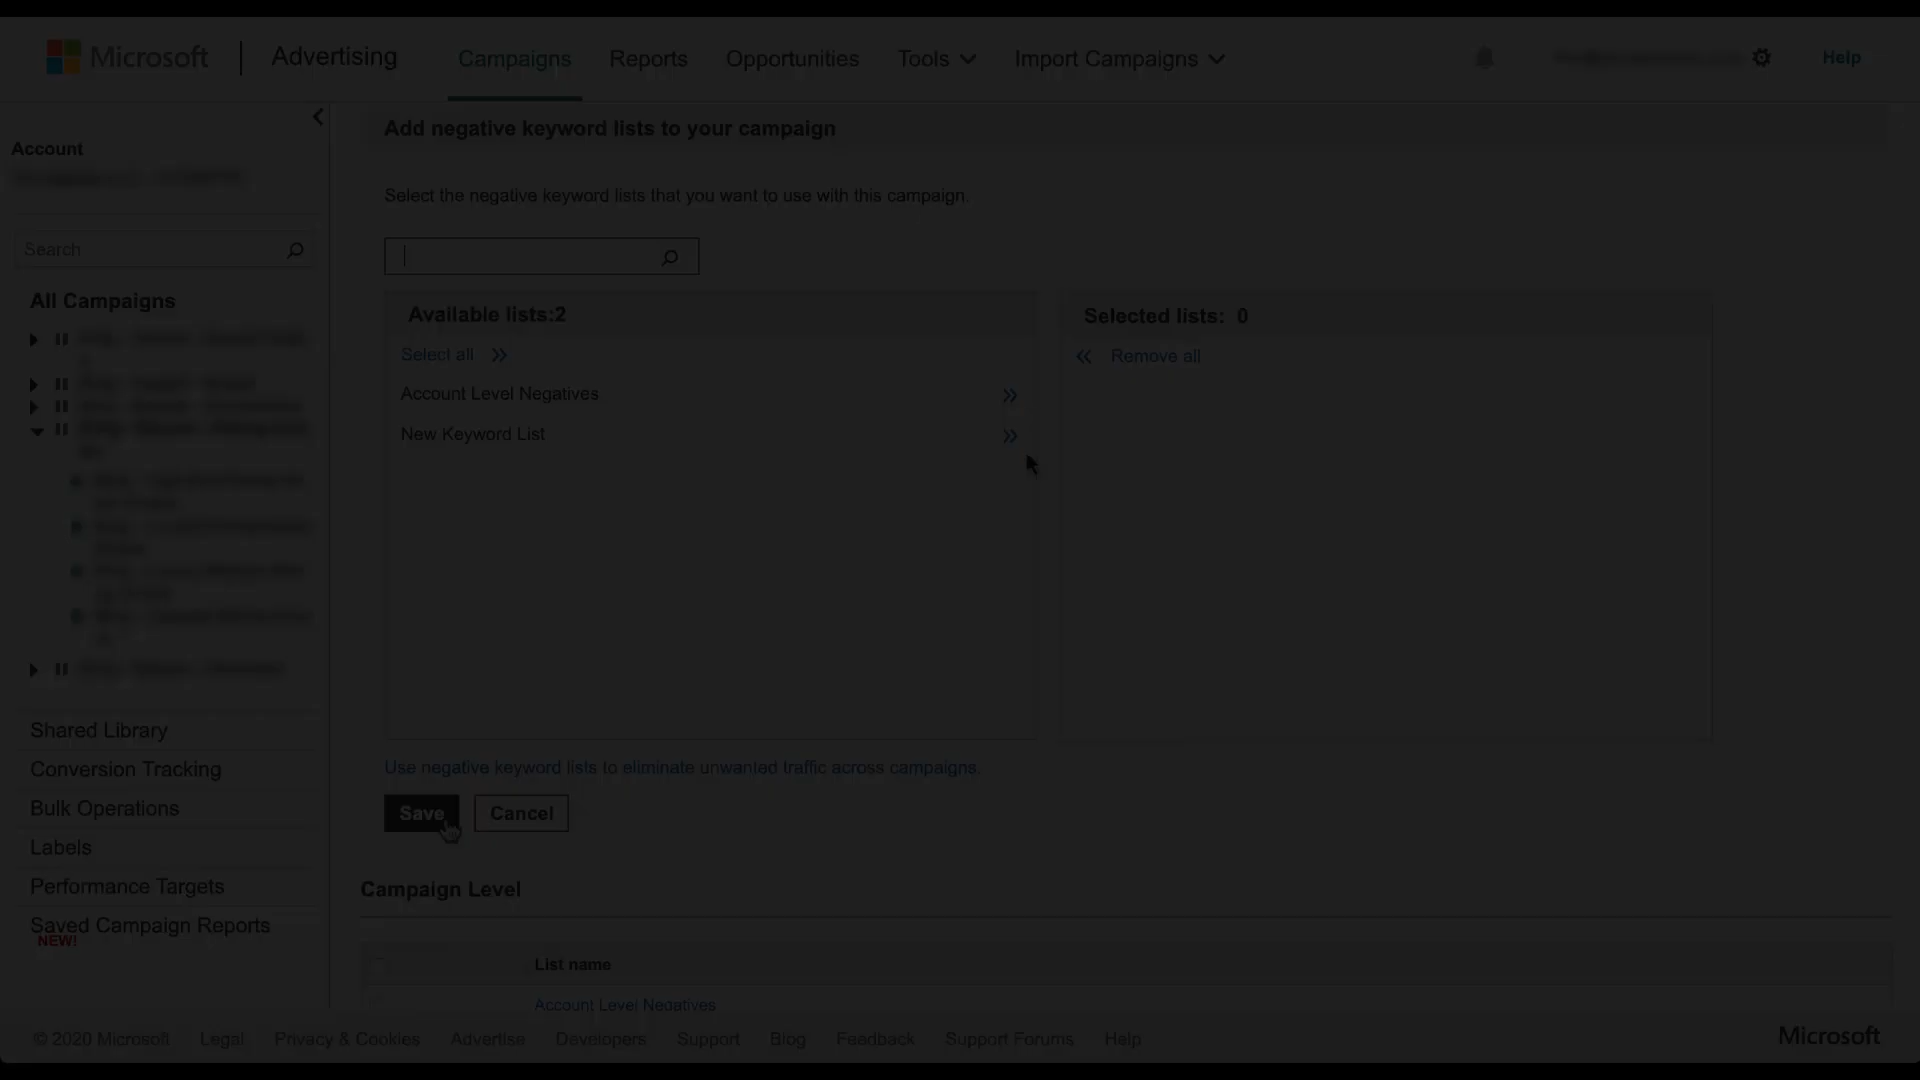 Microsoft | Advertising
Campaigns
Reports
Opportunities
Tools
Import Campaigns
Help
Account
Search
All Campaigns
Shared Library
Conversion Tracking
Bulk Operations
Labels
Performance Targets
Saved Campaign Reports
NEW!
Add negative keyword lists to your campaign
Select the negative keyword lists that you want to use with this campaign.
Available lists:2
Select all
Account Level Negatives
New Keyword List
Selected lists: 0
Remove all
Use negative keyword lists to eliminate unwanted traffic across campaigns.
Save
Cancel
Campaign Level
List name
Account Level Negatives
© 2020 Microsoft
Legal
Privacy & Cookies
Advertise
Developers
Support
Blog
Feedback
Support Forums
Help
Microsoft